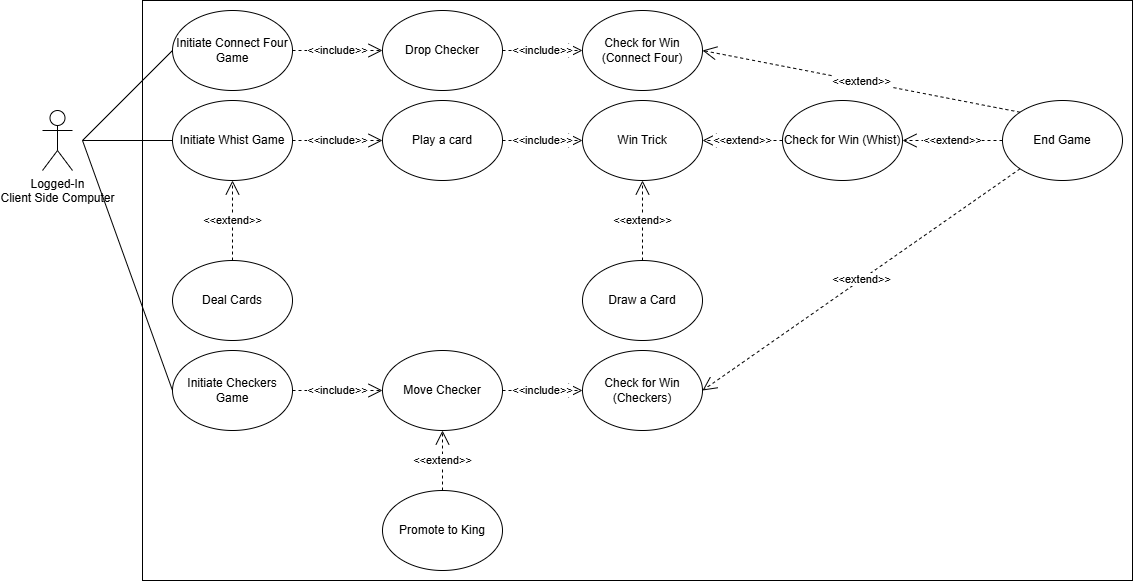 Initiate Connect Four
Game
<<include>>
Drop Checker
<<include>>
Check for Win
(Connect Four)
<<extend>>
Logged-In
Client Side Computer
Initiate Whist Game
<<include>>
Play a card
<<include>>
Win Trick
<<extend>>
Check for Win (Whist)
<<extend>>
End Game
<<extend>>
<<extend>>
Deal Cards
Draw a Card
<<extend>>
Initiate Checkers
Game
<<include>>
Move Checker
<<include>>
Check for Win
(Checkers)
<<extend>>
Promote to King